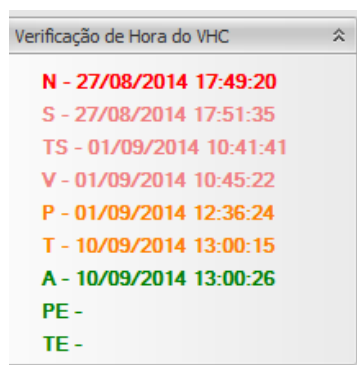 Verificação de Hora do VHC
N - 27/08/2014 17:49:20
S - 27/08/2014 17:51:35
TS - 01/09/2014 10:41:41
V - 01/09/2014 10:45:22
P - 01/09/2014 12:36:24
T - 10/09/2014 13:00:15
A - 10/09/2014 13:00:26
PE -
TE -